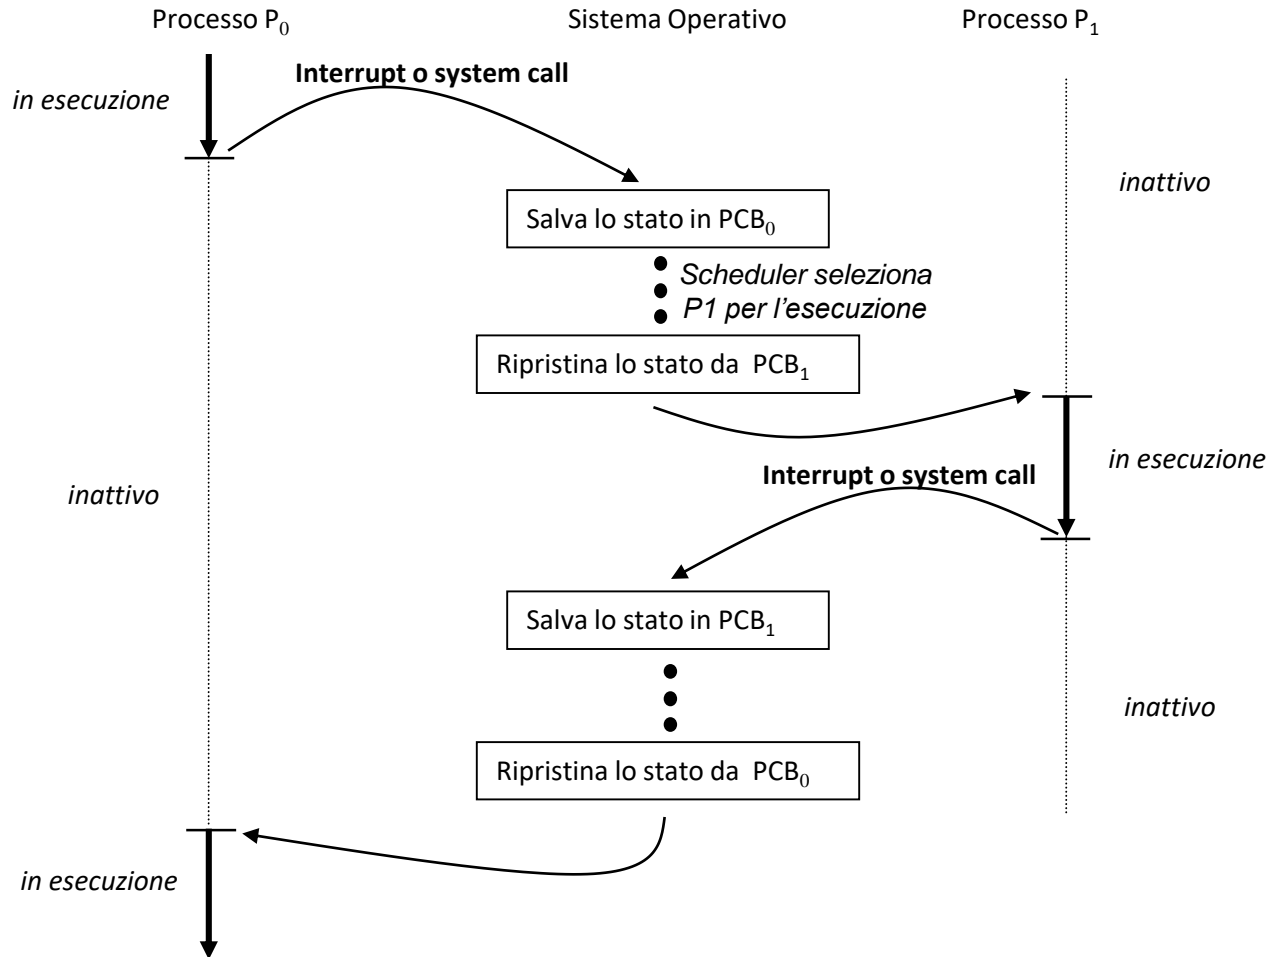 Processo P₀
Sistema Operativo
Processo P₁
Interrupt o system call
in esecuzione
inattivo
Salva lo stato in PCB₀
Scheduler seleziona
P1 per l'esecuzione
Ripristina lo stato da PCB₁
in esecuzione
Interrupt o system call
inattivo
Salva lo stato in PCB₁
inattivo
Ripristina lo stato da PCB₀
in esecuzione